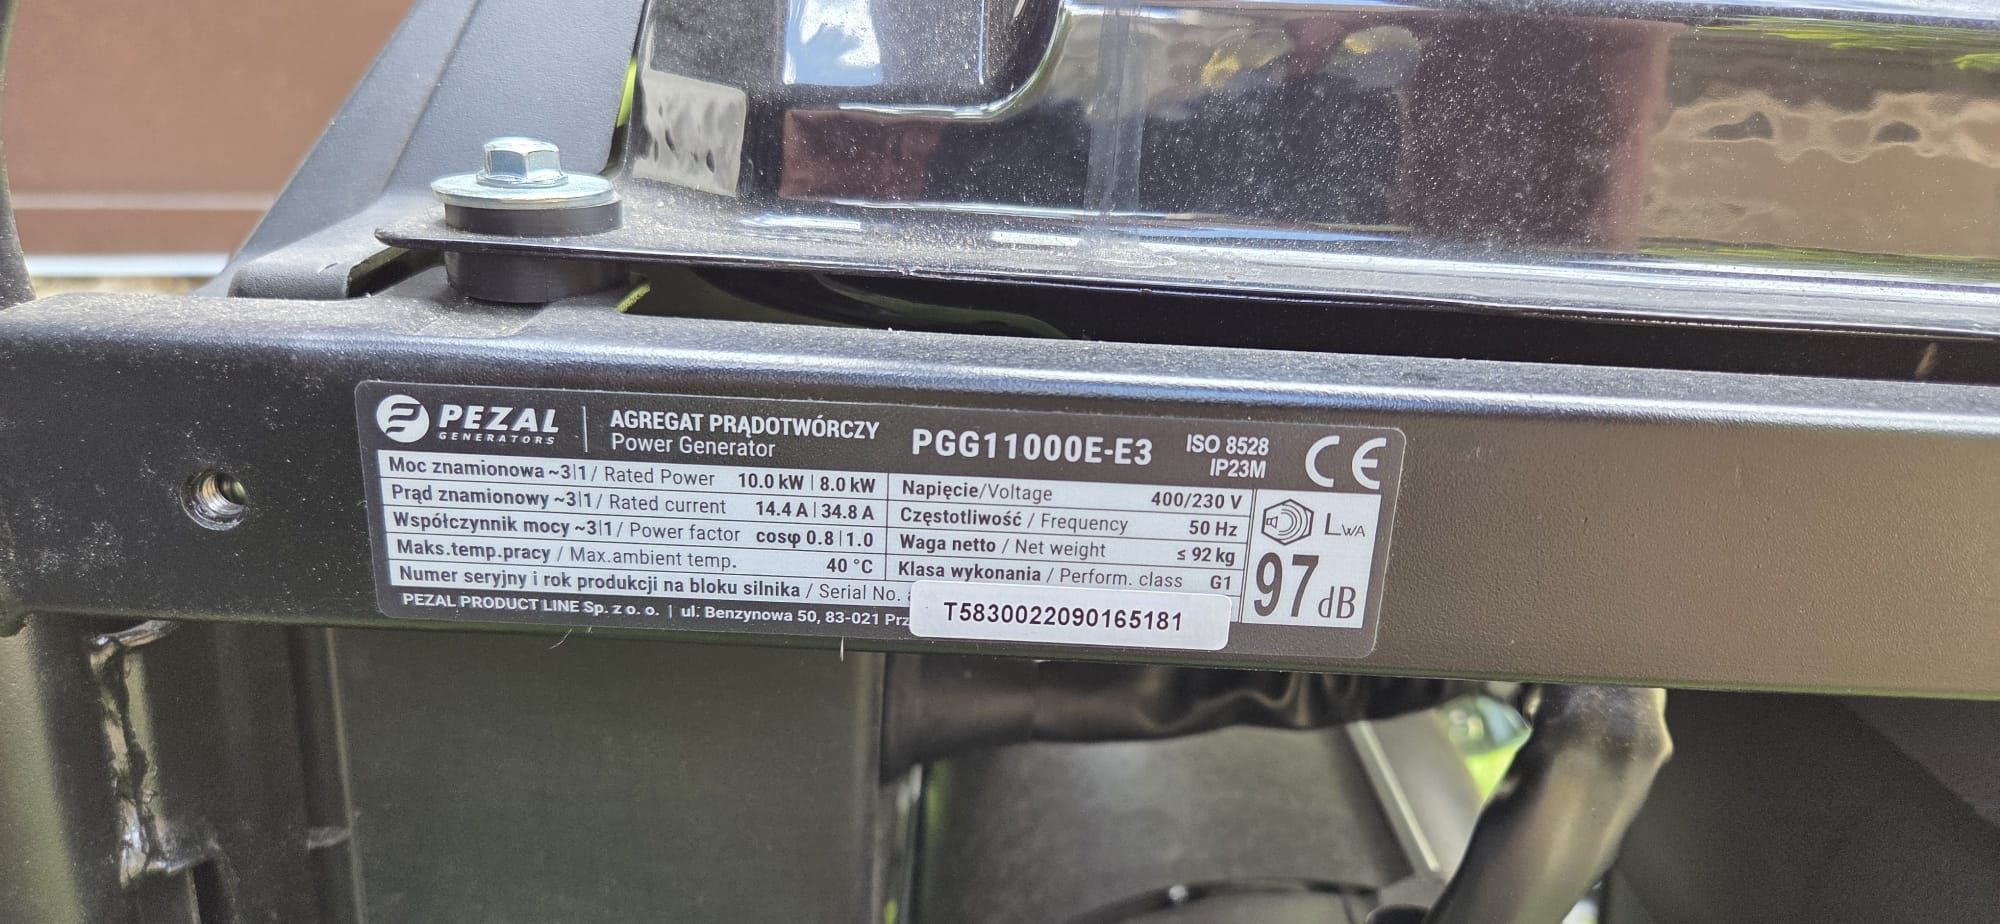 PEZAL
GENERATORS
AGREGAT PRĄDOTWÓRCZY
Power Generator
PGG11000E-E3
ISO 8528
IP23M
CE
Moc znamionowa ~3|1 / Rated Power 10.0 kW | 8.0 kW
Prąd znamionowy ~3|1 / Rated current 14.4 A | 34.8 A
Współczynnik mocy ~3|1 / Power factor cosφ 0.8 | 1.0
Maks.temp.pracy / Max.ambient temp. 40 °C
Napięcie/Voltage 400/230 V
Częstotliwość / Frequency 50 Hz
Waga netto / Net weight ≤ 92 kg
Klasa wykonania / Perform. class G1
Numer seryjny i rok produkcji na bloku silnika / Serial No.
PEZAL PRODUCT LINE Sp. z o. o. | ul. Benzynowa 50, 83-021
T5830022090165181
LWA
97 dB